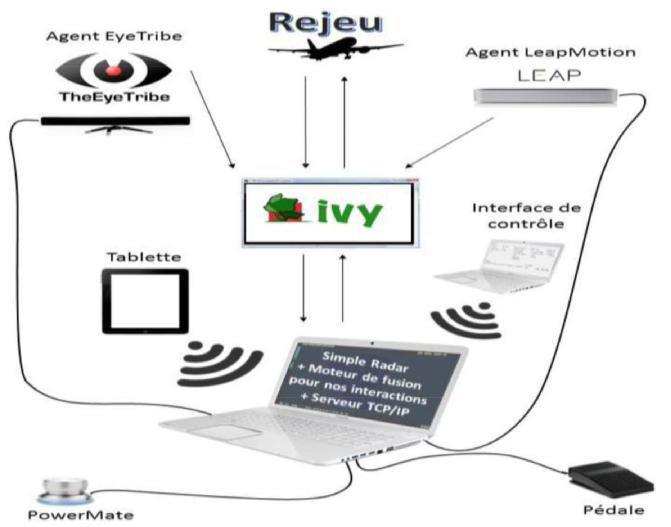 Rejeu
Agent EyeTribe
TheEyeTribe
Agent LeapMotion
LEAP
ivy
Interface de
contrôle
Tablette
Simple Radar
+ Moteur de fusion
pour nos interactions
+ Serveur TCP/IP
PowerMate
Pédale